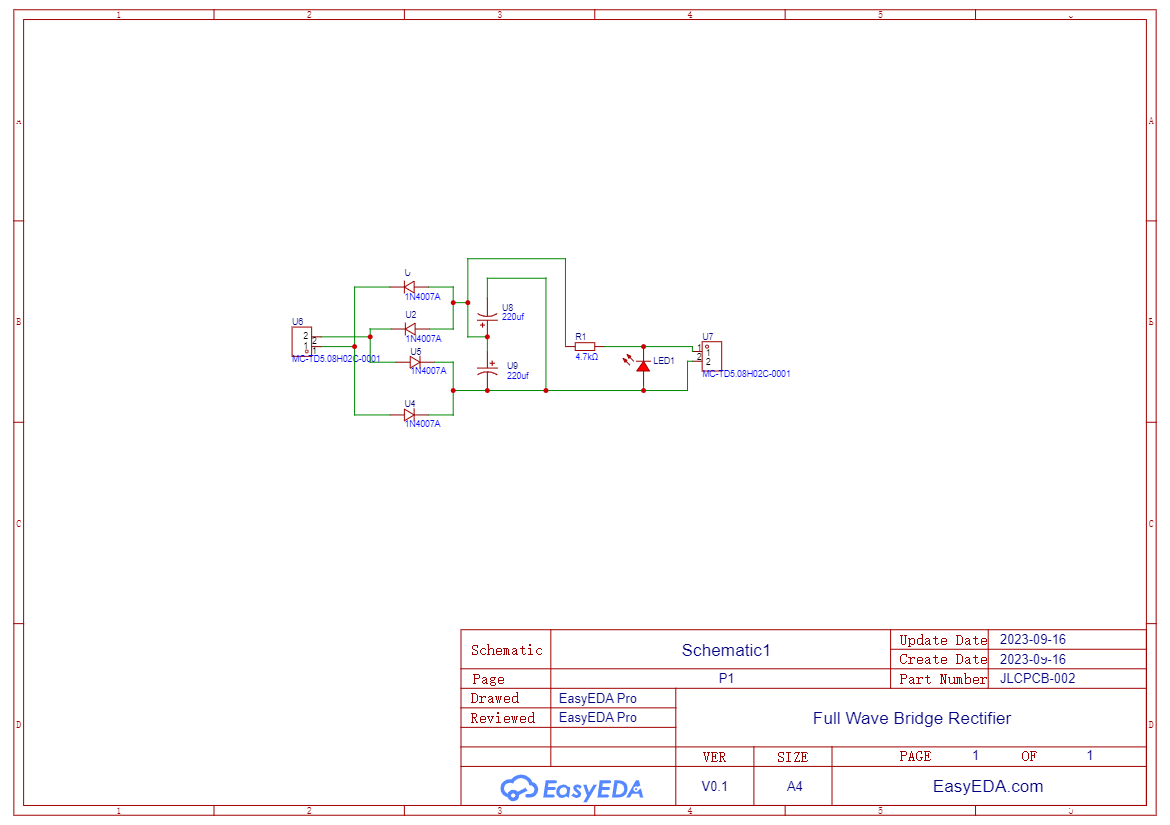 1 2 3 4 5
A A
U
1N4007A
U8
220uf
U6
U2
B
2 2
1 1
1N4007A
MC-TD5.08H02C-0001
U5
1N4007A
U9
220uf
R1
4.7kΩ
LED1
U7
1 1
2 2
MC-TD5.08H02C-0001
U4
1N4007A
C C
Schematic Schematic1 Update Date 2023-09-16
Create Date 2023-09-16
Page P1 Part Number JLCPCB-002
Drawed EasyEDA Pro
Reviewed EasyEDA Pro
Full Wave Bridge Rectifier
D D
VER SIZE PAGE 1 OF 1
EasyEDA V0.1 A4 EasyEDA.com
1 2 3 4 5